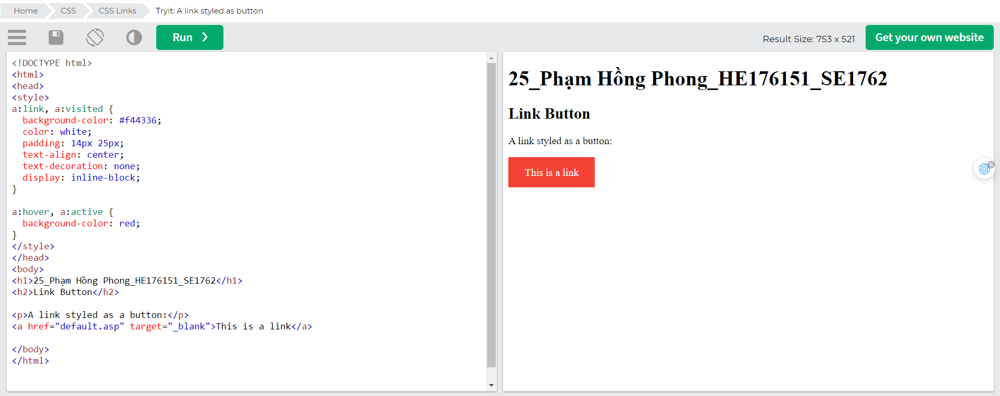 Home CSS CSS Links Tryit: A link styled as button
Run ❯
Result Size: 753 x 521
Get your own website
<!DOCTYPE html>
<html>
<head>
<style>
a:link, a:visited {
  background-color: #f44336;
  color: white;
  padding: 14px 25px;
  text-align: center;
  text-decoration: none;
  display: inline-block;
}

a:hover, a:active {
  background-color: red;
}
</style>
</head>
<body>
<h1>25_Phạm Hồng Phong_HE176151_SE1762</h1>
<h2>Link Button</h2>

<p>A link styled as a button:</p>
<a href="default.asp" target="_blank">This is a link</a>

</body>
</html>
25_Phạm Hồng Phong_HE176151_SE1762
Link Button
A link styled as a button:
This is a link